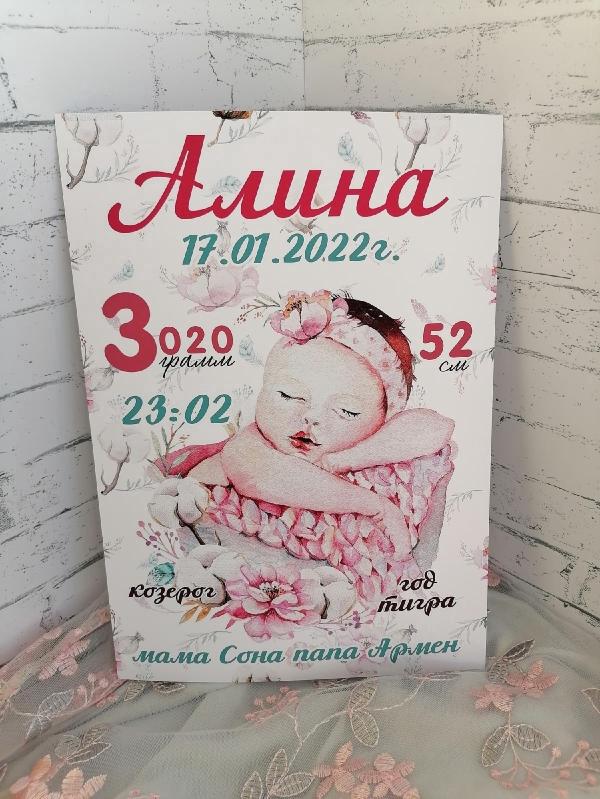 Алина
17.01.2022г.
3020
грамм
52
см
23:02
козерог
год
тигра
мама Сона папа Армен